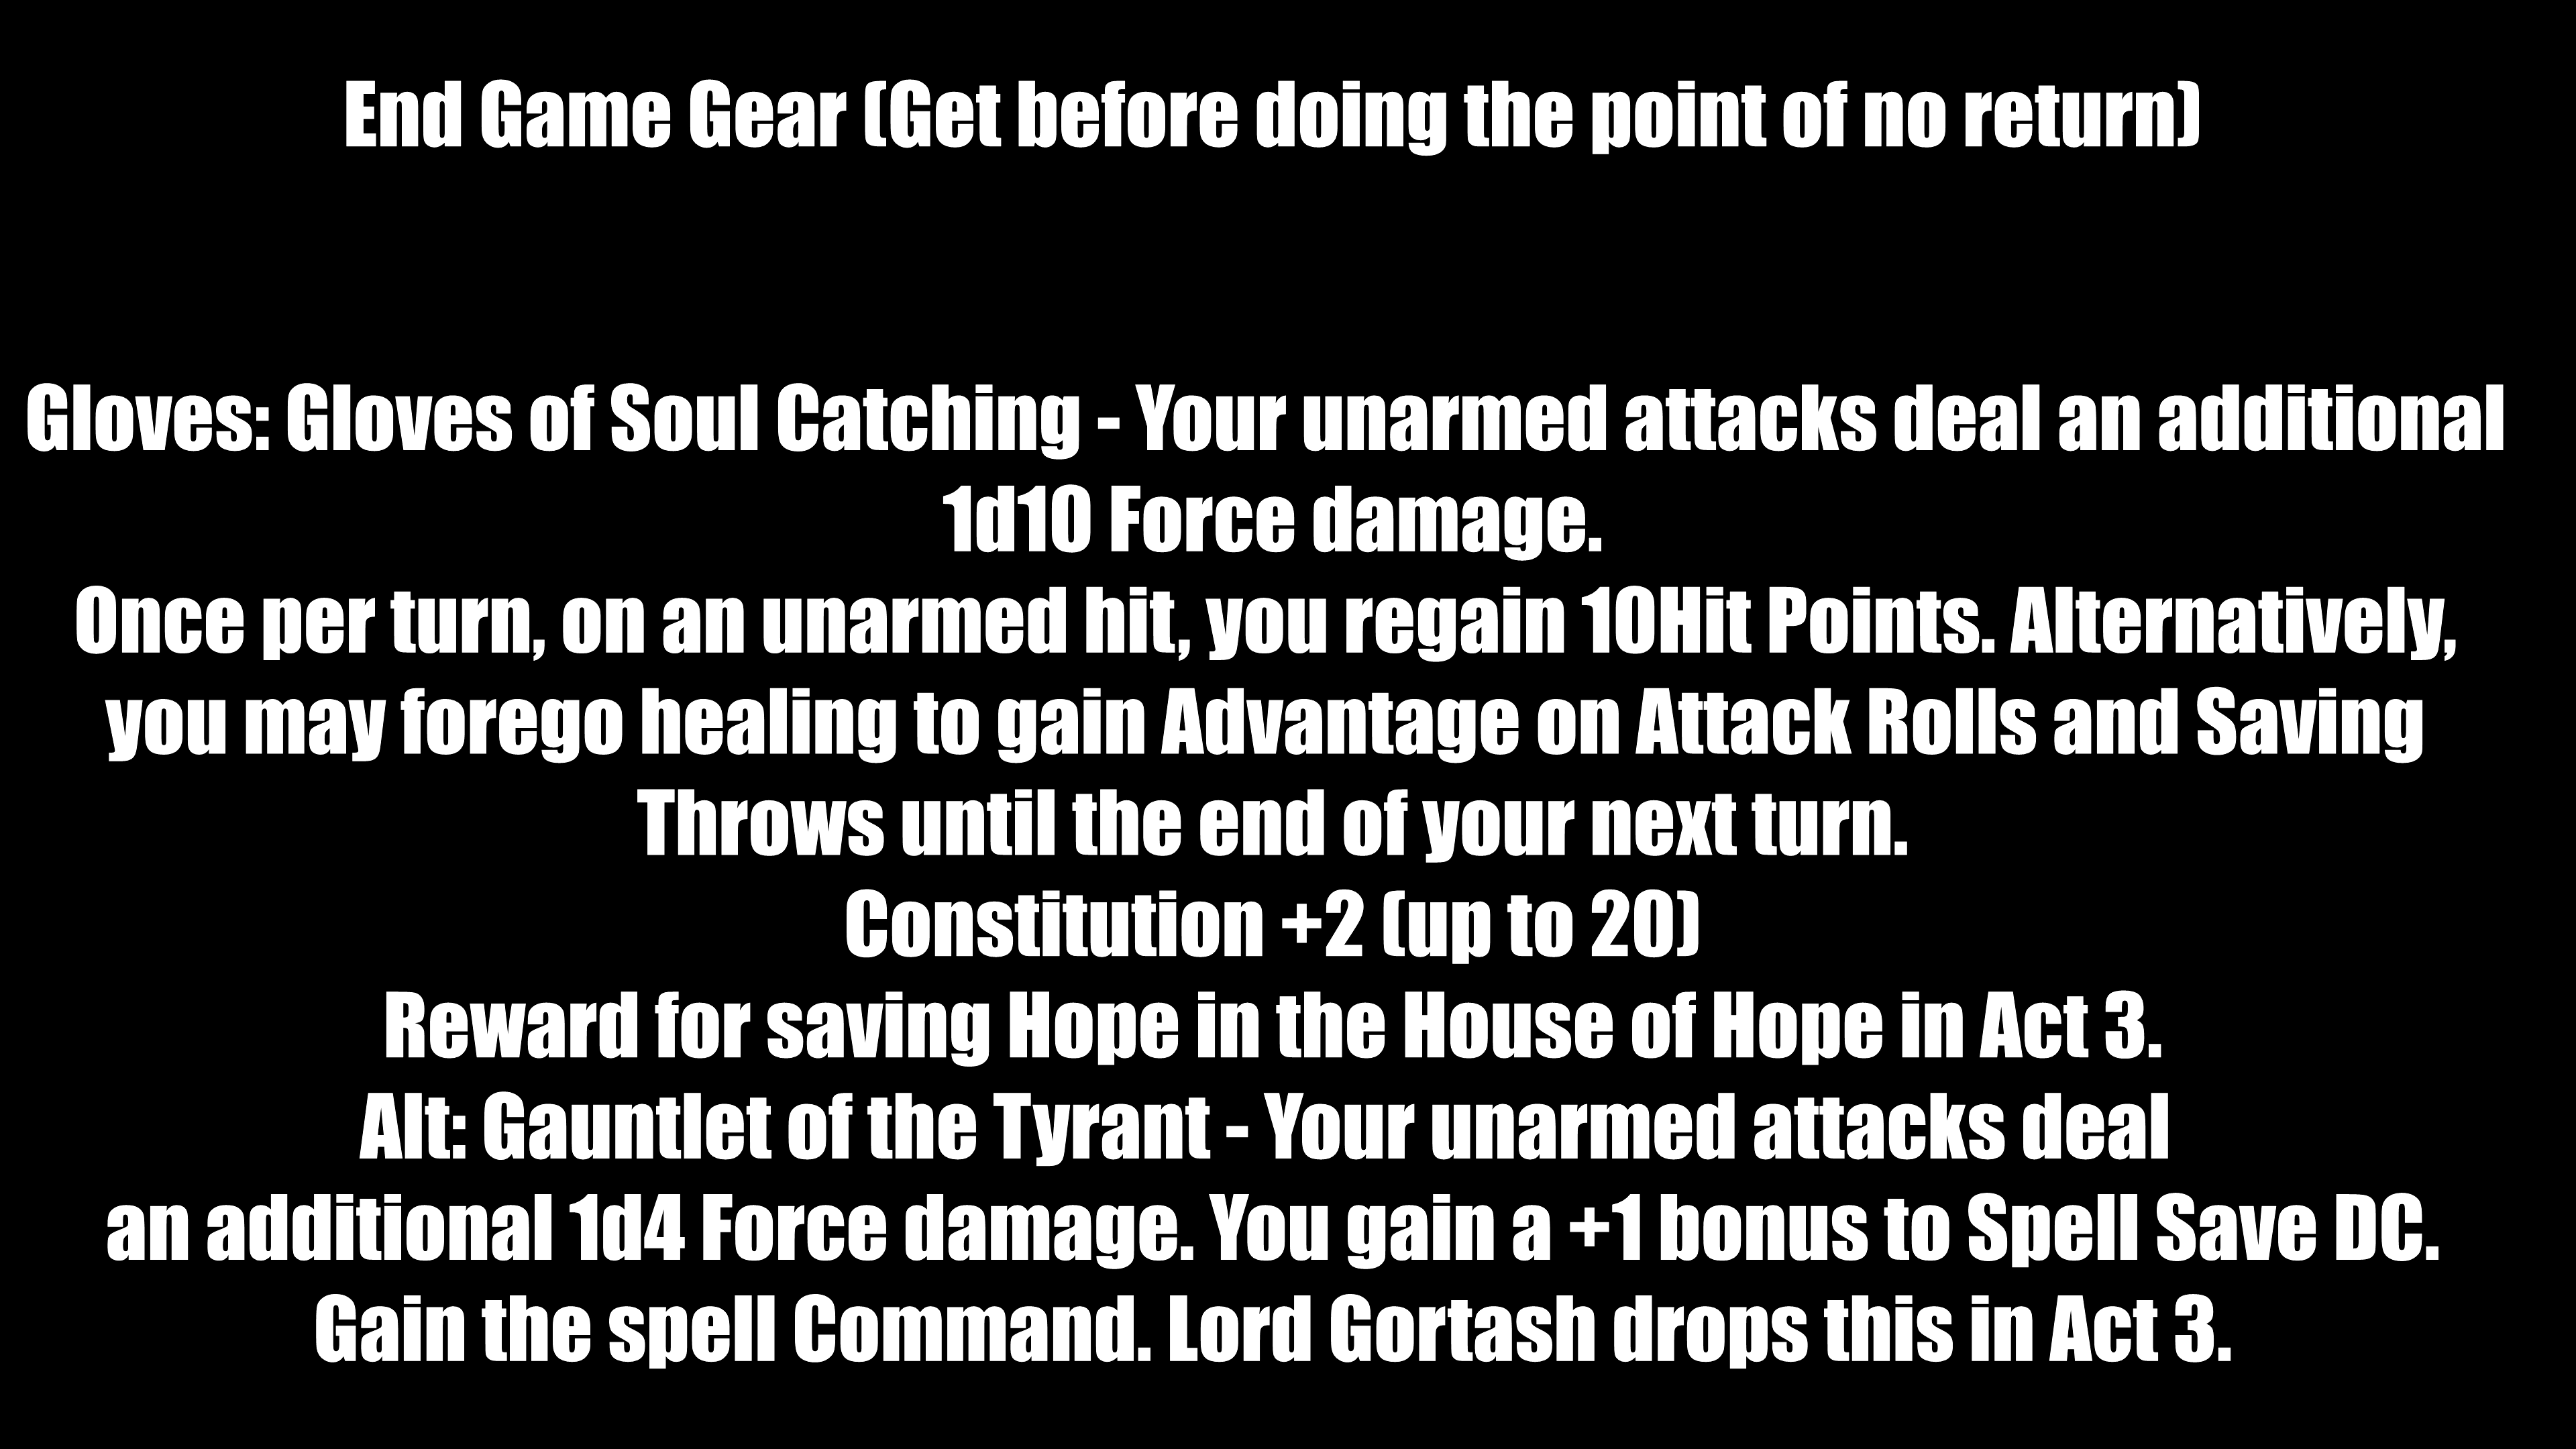 End Game Gear (Get before doing the point of no return)
Gloves: Gloves of Soul Catching - Your unarmed attacks deal an additional
1d10 Force damage.
Once per turn, on an unarmed hit, you regain 10Hit Points. Alternatively,
you may forego healing to gain Advantage on Attack Rolls and Saving
Throws until the end of your next turn.
Constitution +2 (up to 20)
Reward for saving Hope in the House of Hope in Act 3.
Alt: Gauntlet of the Tyrant - Your unarmed attacks deal
an additional 1d4 Force damage. You gain a +1 bonus to Spell Save DC.
Gain the spell Command. Lord Gortash drops this in Act 3.